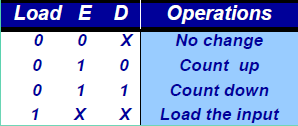 Load E D Operations
0 0 X No change
0 1 0 Count up
0 1 1 Count down
1 X X Load the input